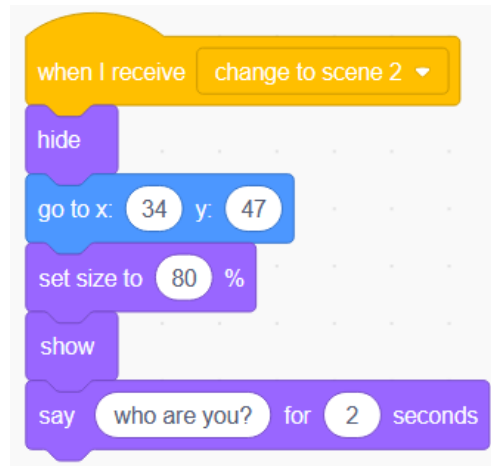 when I receive change to scene 2
hide
go to x: 34 y: 47
set size to 80 %
show
say who are you? for 2 seconds